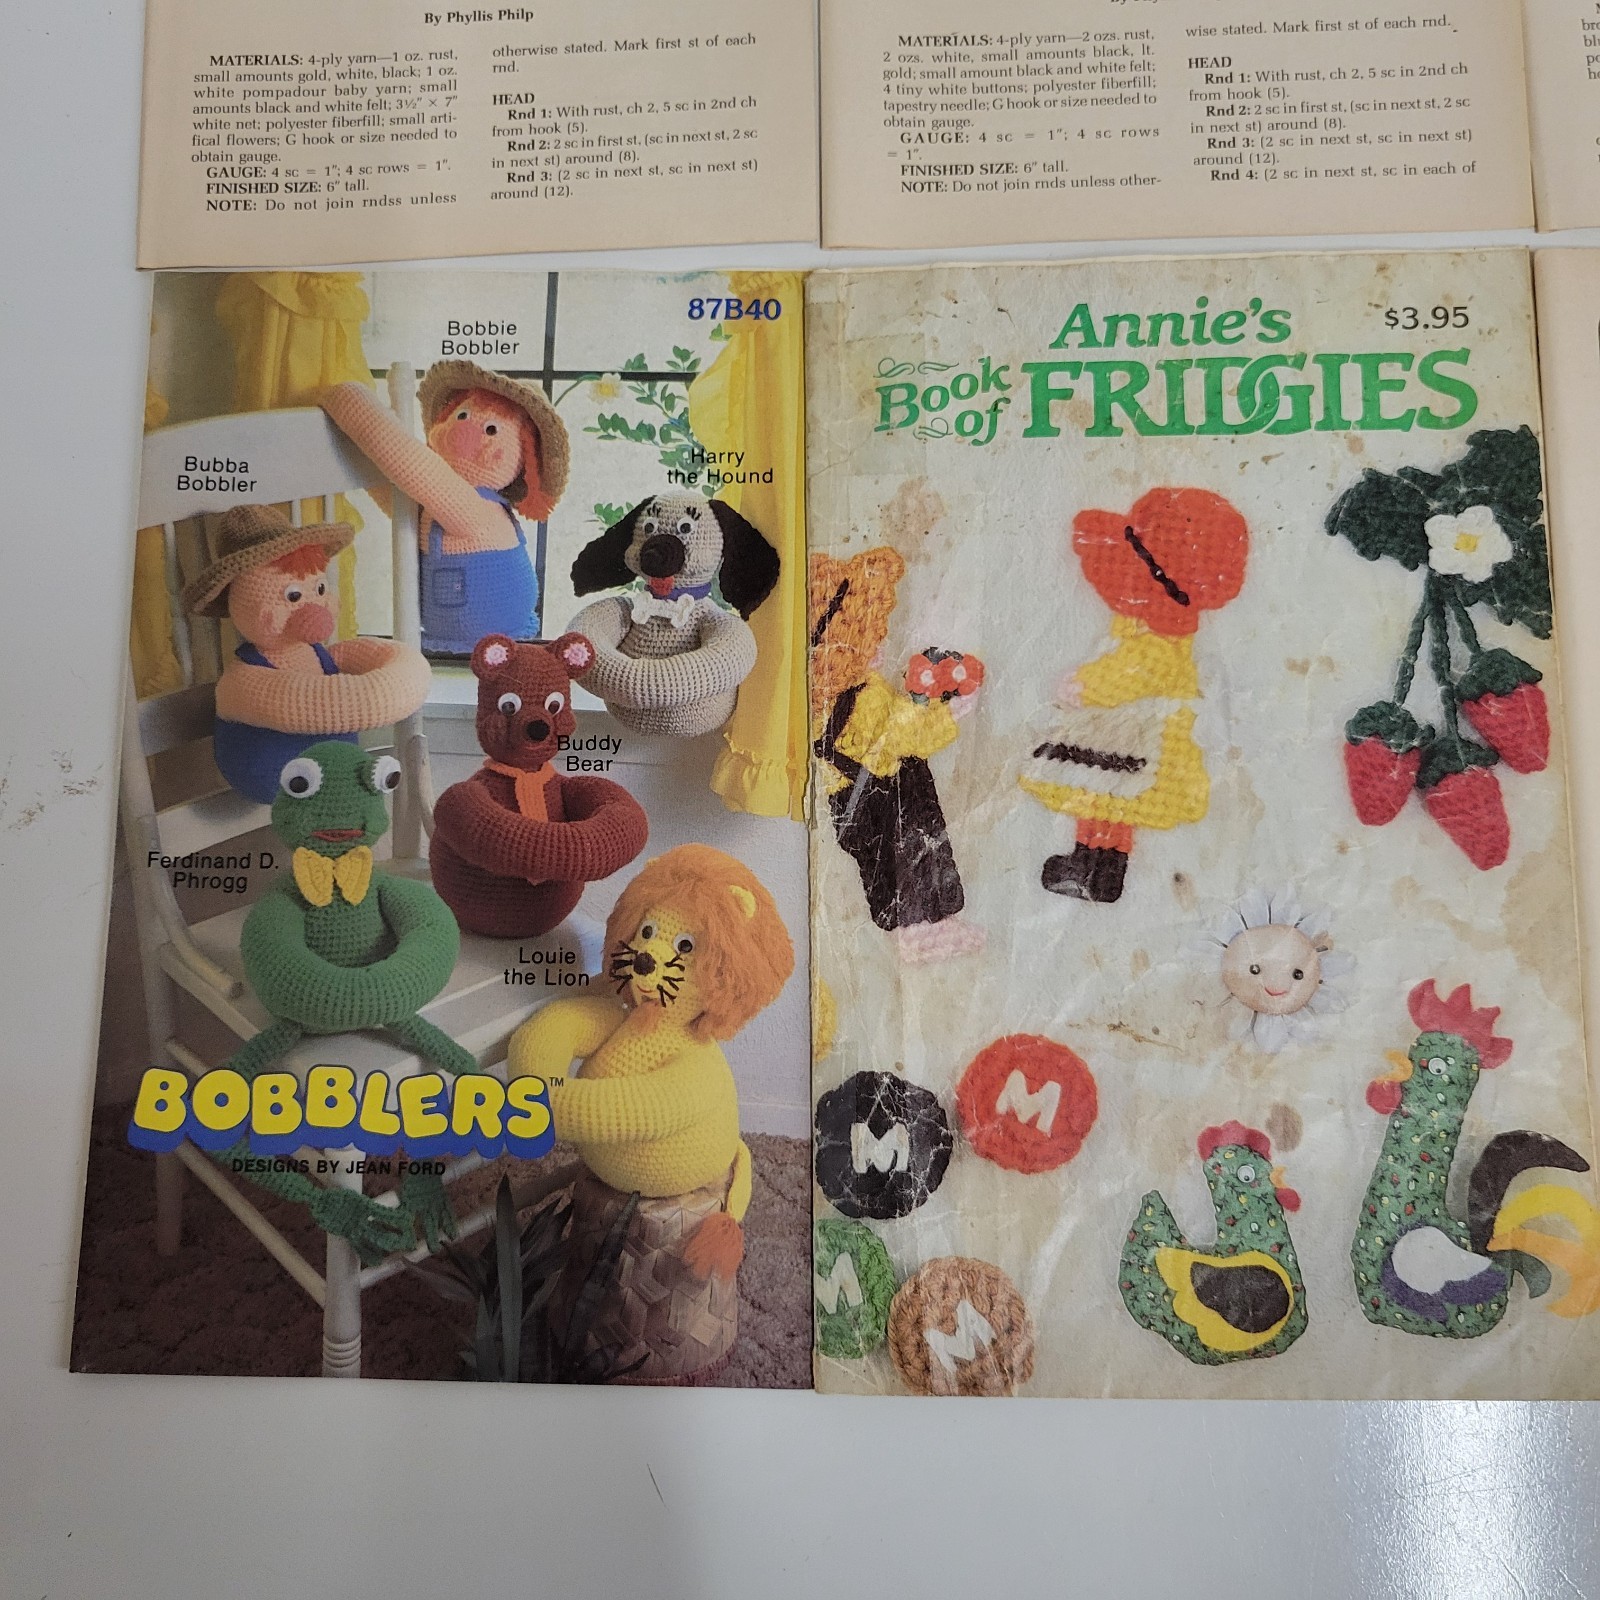 By Phyllis Philp
MATERIALS: 4-ply yarn—1 oz. rust,
small amounts gold, white, black; 1 oz.
white pompadour baby yarn; small
amounts black and white felt; 3½" × 7"
white net; polyester fiberfill; small arti-
fical flowers; G hook or size needed to
obtain gauge.
GAUGE: 4 sc = 1"; 4 sc rows = 1".
FINISHED SIZE: 6" tall.
NOTE: Do not join rndss unless
otherwise stated. Mark first st of each
rnd.
HEAD
Rnd 1: With rust, ch 2, 5 sc in 2nd ch
from hook (5).
Rnd 2: 2 sc in first st, (sc in next st, 2 sc
in next st) around (8).
Rnd 3: (2 sc in next st, sc in next st)
around (12).
MATERIALS: 4-ply yarn—2 ozs. rust,
2 ozs. white, small amounts black, lt.
gold; small amount black and white felt;
4 tiny white buttons; polyester fiberfill;
tapestry needle; G hook or size needed to
obtain gauge.
GAUGE: 4 sc = 1"; 4 sc rows
= 1".
FINISHED SIZE: 6" tall.
NOTE: Do not join rnds unless other-
wise stated. Mark first st of each rnd.
HEAD
Rnd 1: With rust, ch 2, 5 sc in 2nd ch
from hook (5).
Rnd 2: 2 sc in first st, (sc in next st, 2 sc
in next st) around (8).
Rnd 3: (2 sc in next st, sc in next st)
around (12).
Rnd 4: (2 sc in next st, sc in each of
87B40
Bobbie
Bobbler
Bubba
Bobbler
Harry
the Hound
Buddy
Bear
Ferdinand D.
Phrogg
Louie
the Lion
BOBBLERS™
DESIGNS BY JEAN FORD
Annie's
$3.95
Book
of
FRIDGIES
M
M
M
M